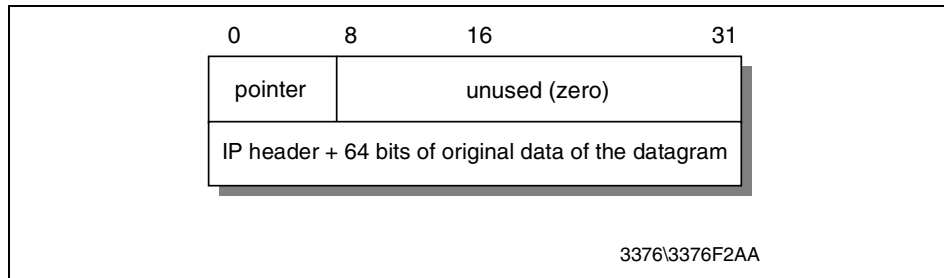 0 8 16 31
pointer unused (zero)
IP header + 64 bits of original data of the datagram
3376\3376F2AA